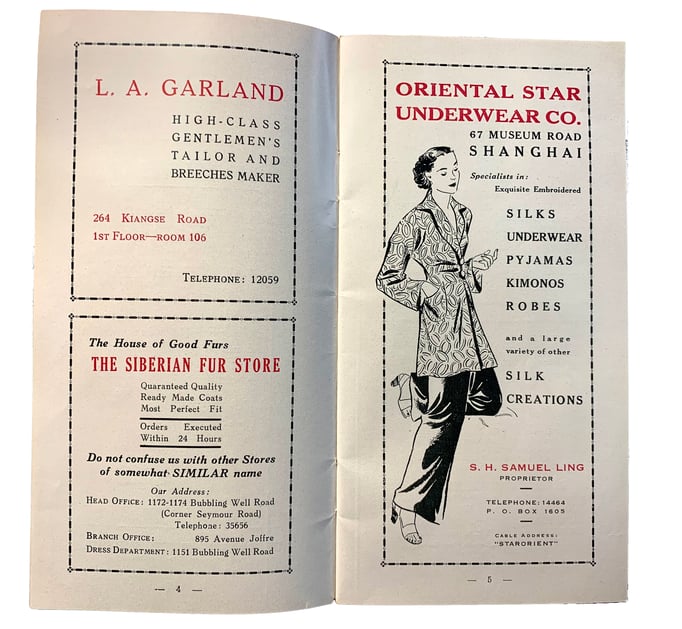 L. A. GARLAND
HIGH-CLASS
GENTLEMEN'S
TAILOR AND
BREECHES MAKER
264 KIANGSE ROAD
1ST FLOOR—ROOM 106
TELEPHONE: 12059
The House of Good Furs
THE SIBERIAN FUR STORE
Quaranteed Quality
Ready Made Coats
Most Perfect Fit
Orders Executed
Within 24 Hours
Do not confuse us with other Stores
of somewhat SIMILAR name
Our Address:
HEAD OFFICE: 1172-1174 Bubbling Well Road
(Corner Seymour Road)
Telephone: 35656
BRANCH OFFICE: 895 Avenue Joffre
DRESS DEPARTMENT: 1151 Bubbling Well Road
— 4 —
ORIENTAL STAR
UNDERWEAR CO.
67 MUSEUM ROAD
SHANGHAI
Specialists in:
Exquisite Embroidered
SILKS
UNDERWEAR
PYJAMAS
KIMONOS
ROBES
and a large
variety of other
SILK
CREATIONS
S. H. SAMUEL LING
PROPRIETOR
TELEPHONE: 14464
P. O. BOX 1605
CABLE ADDRESS:
"STARORIENT"
— 5 —